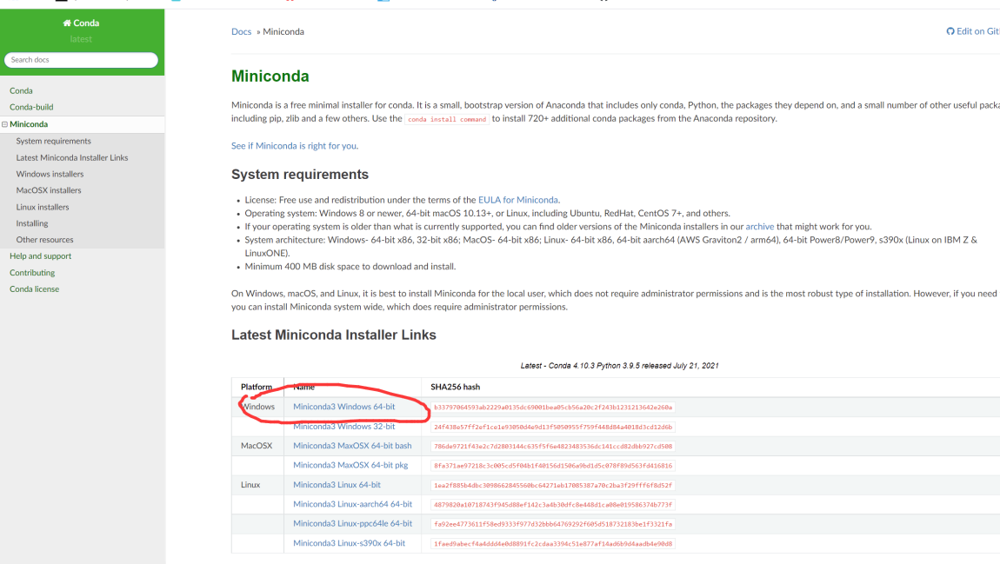 Conda
latest
Search docs
Conda
Conda-build
Miniconda
System requirements
Latest Miniconda Installer Links
Windows installers
MacOSX installers
Linux installers
Installing
Other resources
Help and support
Contributing
Conda license
Docs » Miniconda
Edit on Git
Miniconda
Miniconda is a free minimal installer for conda. It is a small, bootstrap version of Anaconda that includes only conda, Python, the packages they depend on, and a small number of other useful packa
including pip, zlib and a few others. Use the conda install command to install 720+ additional conda packages from the Anaconda repository.
See if Miniconda is right for you.
System requirements
• License: Free use and redistribution under the terms of the EULA for Miniconda.
• Operating system: Windows 8 or newer, 64-bit macOS 10.13+, or Linux, including Ubuntu, RedHat, CentOS 7+, and others.
• If your operating system is older than what is currently supported, you can find older versions of the Miniconda installers in our archive that might work for you.
• System architecture: Windows- 64-bit x86, 32-bit x86; MacOS- 64-bit x86; Linux- 64-bit x86, 64-bit aarch64 (AWS Graviton2 / arm64), 64-bit Power8/Power9, s390x (Linux on IBM Z &
LinuxONE).
• Minimum 400 MB disk space to download and install.
On Windows, macOS, and Linux, it is best to install Miniconda for the local user, which does not require administrator permissions and is the most robust type of installation. However, if you need
you can install Miniconda system wide, which does require administrator permissions.
Latest Miniconda Installer Links
Latest - Conda 4.10.3 Python 3.9.5 released July 21, 2021
Platform Name SHA256 hash
Windows Miniconda3 Windows 64-bit b33797064593ab2229a0135dc69001bea05cb56a20c2f243b1231213642e260a
Miniconda3 Windows 32-bit 24f438e57ff2ef1ce1e93050d4e9d13f5050955f759f448d84a4018d3cd12d6b
MacOSX Miniconda3 MaxOSX 64-bit bash 786de9721f43e2c7d2803144c635f5f6e4823483536dc141ccd82dbb927cd508
Miniconda3 MaxOSX 64-bit pkg 8fa371ae97218c3c005cd5f04b1f40156d1506a9bd1d5c078f89d563fd416816
Linux Miniconda3 Linux 64-bit 1ea2f885b4dbc3098662845560bc64271eb17085387a70c2ba3f29fff6f8d52f
Miniconda3 Linux-aarch64 64-bit 4879820a10718743f945d88ef142c3a4b30dfc8e448d1ca08e019586374b773f
Miniconda3 Linux-ppc64le 64-bit fa92ee4773611f58ed9333f977d32bbb64769292f605d518732183be1f3321fa
Miniconda3 Linux-s390x 64-bit 1faed9abecf4a4ddd4e0d8891fc2cdaa3394c51e877af14ad6b9d4aadb4e90d8